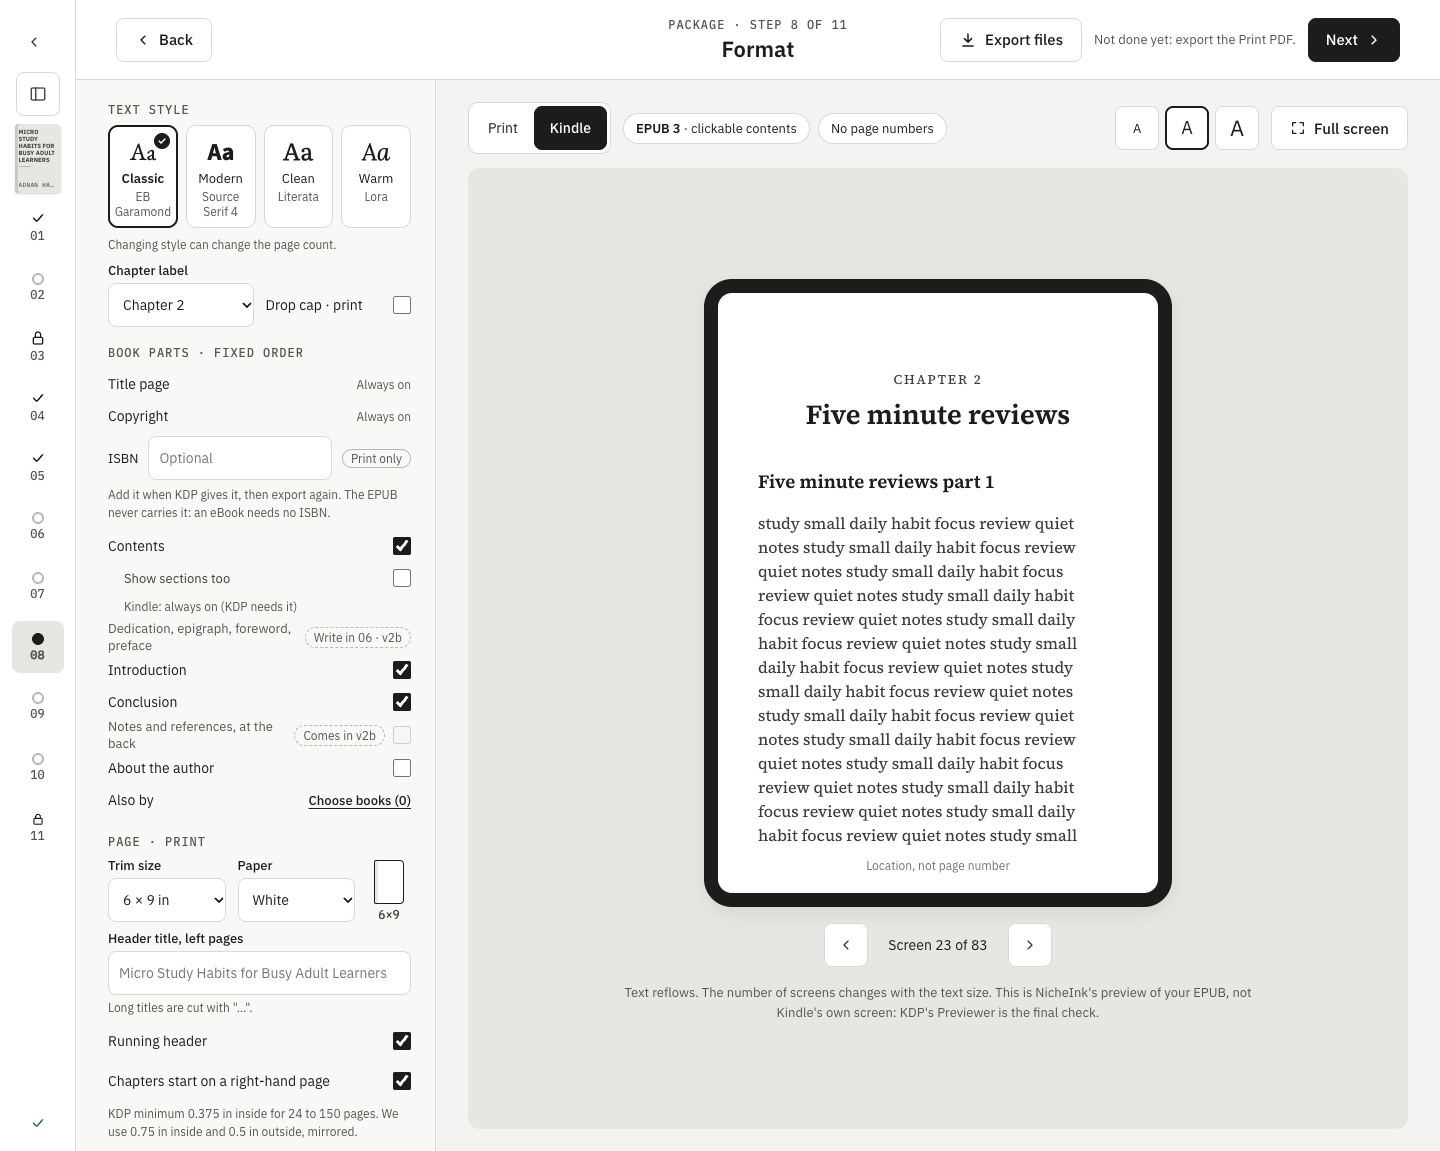 Back
PACKAGE · STEP 8 OF 11
Format
Export files
Not done yet: export the Print PDF.
Next
MICRO
STUDY
HABITS FOR
BUSY ADULT
LEARNERS
ADNAN HA…
01
02
03
04
05
06
07
08
09
10
11
TEXT STYLE
Aa
Classic
EB
Garamond
Aa
Modern
Source
Serif 4
Aa
Clean
Literata
Aa
Warm
Lora
Changing style can change the page count.
Chapter label
Chapter 2
Drop cap · print
BOOK PARTS · FIXED ORDER
Title page
Always on
Copyright
Always on
ISBN
Optional
Print only
Add it when KDP gives it, then export again. The EPUB
never carries it: an eBook needs no ISBN.
Contents
Show sections too
Kindle: always on (KDP needs it)
Dedication, epigraph, foreword,
preface
Write in 06 · v2b
Introduction
Conclusion
Notes and references, at the
back
Comes in v2b
About the author
Also by
Choose books (0)
PAGE · PRINT
Trim size
6 × 9 in
Paper
White
6×9
Header title, left pages
Micro Study Habits for Busy Adult Learners
Long titles are cut with "…".
Running header
Chapters start on a right-hand page
KDP minimum 0.375 in inside for 24 to 150 pages. We
use 0.75 in inside and 0.5 in outside, mirrored.
Print
Kindle
EPUB 3 · clickable contents
No page numbers
A
A
A
Full screen
CHAPTER 2
Five minute reviews
Five minute reviews part 1
study small daily habit focus review quiet
notes study small daily habit focus review
quiet notes study small daily habit focus
review quiet notes study small daily habit
focus review quiet notes study small daily
habit focus review quiet notes study small
daily habit focus review quiet notes study
small daily habit focus review quiet notes
study small daily habit focus review quiet
notes study small daily habit focus review
quiet notes study small daily habit focus
review quiet notes study small daily habit
focus review quiet notes study small daily
habit focus review quiet notes study small
Location, not page number
Screen 23 of 83
Text reflows. The number of screens changes with the text size. This is NicheInk's preview of your EPUB, not
Kindle's own screen: KDP's Previewer is the final check.